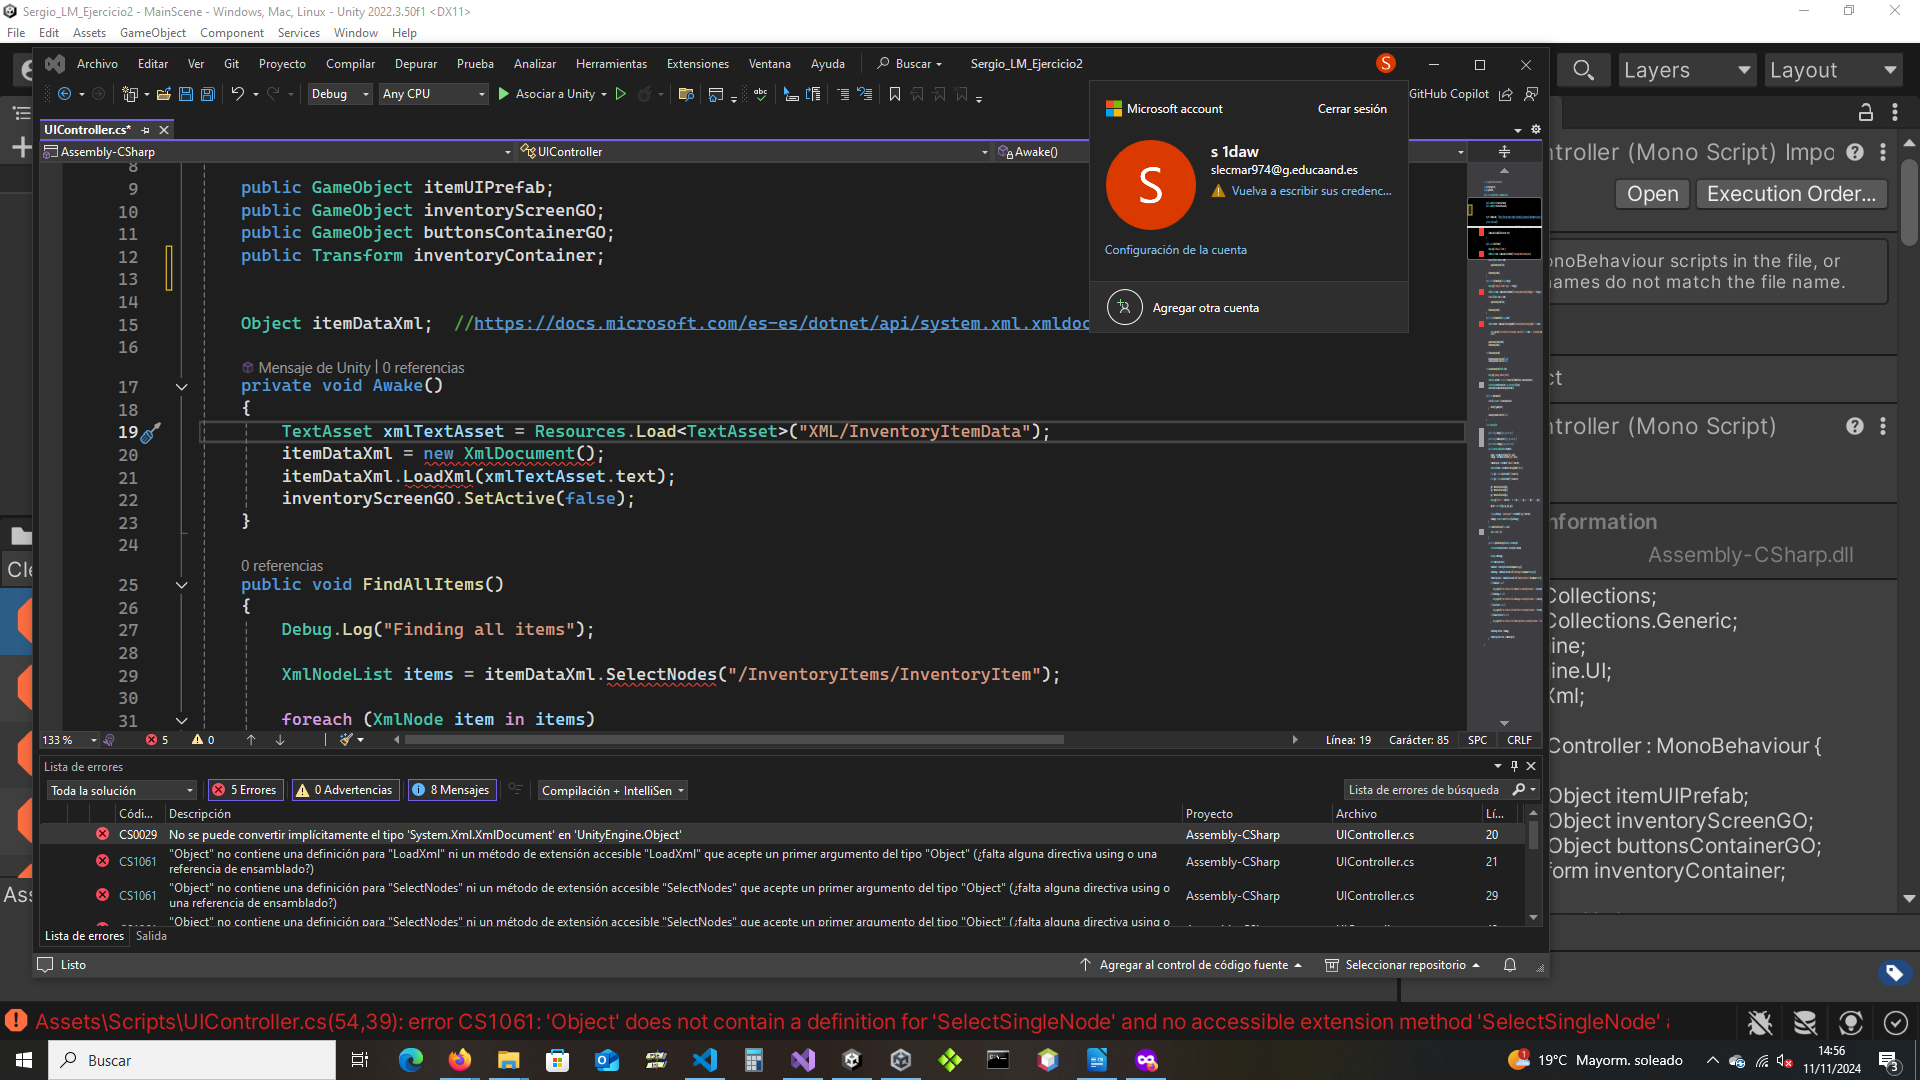 Sergio_LM_Ejercicio2 - MainScene - Windows, Mac, Linux - Unity 2022.3.50f1 <DX11>
File Edit Assets GameObject Component Services Window Help
Archivo Editar Ver Git Proyecto Compilar Depurar Prueba Analizar Herramientas Extensiones Ventana Ayuda Buscar Sergio_LM_Ejercicio2 S
Layers Layout
Debug Any CPU Asociar a Unity GitHub Copilot
UIController.cs*
Assembly-CSharp UIController Awake()
Microsoft account Cerrar sesión
S
s 1daw
slecmar974@g.educaand.es
Vuelva a escribir sus credenc...
Configuración de la cuenta
Agregar otra cuenta
8
9 public GameObject itemUIPrefab;
10 public GameObject inventoryScreenGO;
11 public GameObject buttonsContainerGO;
12 public Transform inventoryContainer;
13
14
15 Object itemDataXml; //https://docs.microsoft.com/es-es/dotnet/api/system.xml.xmldoc
16
Mensaje de Unity | 0 referencias
17 private void Awake()
18 {
19 TextAsset xmlTextAsset = Resources.Load<TextAsset>("XML/InventoryItemData");
20 itemDataXml = new XmlDocument();
21 itemDataXml.LoadXml(xmlTextAsset.text);
22 inventoryScreenGO.SetActive(false);
23 }
24
0 referencias
25 public void FindAllItems()
26 {
27 Debug.Log("Finding all items");
28
29 XmlNodeList items = itemDataXml.SelectNodes("/InventoryItems/InventoryItem");
30
31 foreach (XmlNode item in items)
133 % 5 0 Línea: 19 Carácter: 85 SPC CRLF
Lista de errores
Toda la solución 5 Errores 0 Advertencias 8 Mensajes Compilación + IntelliSen Lista de errores de búsqueda
Códi... Descripción Proyecto Archivo Lí...
CS0029 No se puede convertir implícitamente el tipo 'System.Xml.XmlDocument' en 'UnityEngine.Object' Assembly-CSharp UIController.cs 20
CS1061 "Object" no contiene una definición para "LoadXml" ni un método de extensión accesible "LoadXml" que acepte un primer argumento del tipo "Object" (¿falta alguna directiva using o una referencia de ensamblado?) Assembly-CSharp UIController.cs 21
CS1061 "Object" no contiene una definición para "SelectNodes" ni un método de extensión accesible "SelectNodes" que acepte un primer argumento del tipo "Object" (¿falta alguna directiva using o una referencia de ensamblado?) Assembly-CSharp UIController.cs 29
"Object" no contiene una definición para "SelectNodes" ni un método de extensión accesible "SelectNodes" que acepte un primer argumento del tipo "Object" (¿falta alguna directiva using o
Lista de errores Salida
Listo Agregar al control de código fuente Seleccionar repositorio
Cle
Ass
ntroller (Mono Script) Impo
Open Execution Order...
onoBehaviour scripts in the file, or
names do not match the file name.
ct
ntroller (Mono Script)
nformation
Assembly-CSharp.dll
Collections;
Collections.Generic;
ine;
ine.UI;
Xml;
Controller : MonoBehaviour {
Object itemUIPrefab;
Object inventoryScreenGO;
Object buttonsContainerGO;
form inventoryContainer;
Assets\Scripts\UIController.cs(54,39): error CS1061: 'Object' does not contain a definition for 'SelectSingleNode' and no accessible extension method 'SelectSingleNode'
Buscar 1 19°C Mayorm. soleado 14:56
11/11/2024 3